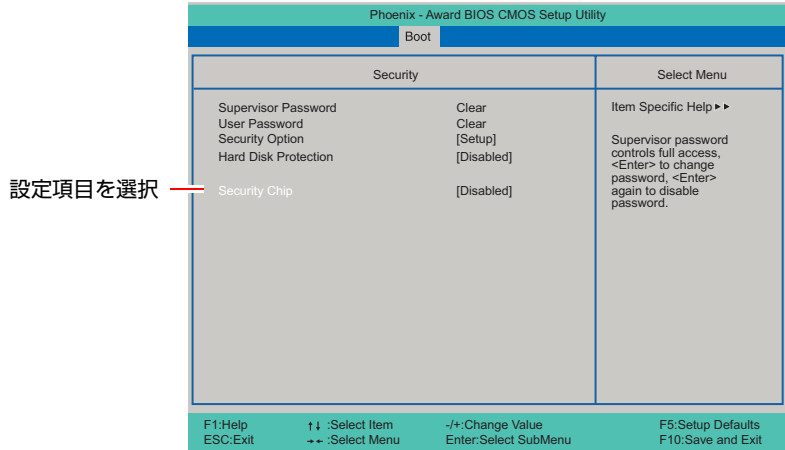 Phoenix - Award BIOS CMOS Setup Utility
Boot
Security
Select Menu
Supervisor Password Clear
User Password Clear
Security Option [Setup]
Hard Disk Protection [Disabled]
設定項目を選択
Security Chip [Disabled]
Item Specific Help ▶▶
Supervisor password
controls full access,
<Enter> to change
password, <Enter>
again to disable
password.
F1:Help ↑↓ :Select Item -/+:Change Value F5:Setup Defaults
ESC:Exit →← :Select Menu Enter:Select SubMenu F10:Save and Exit